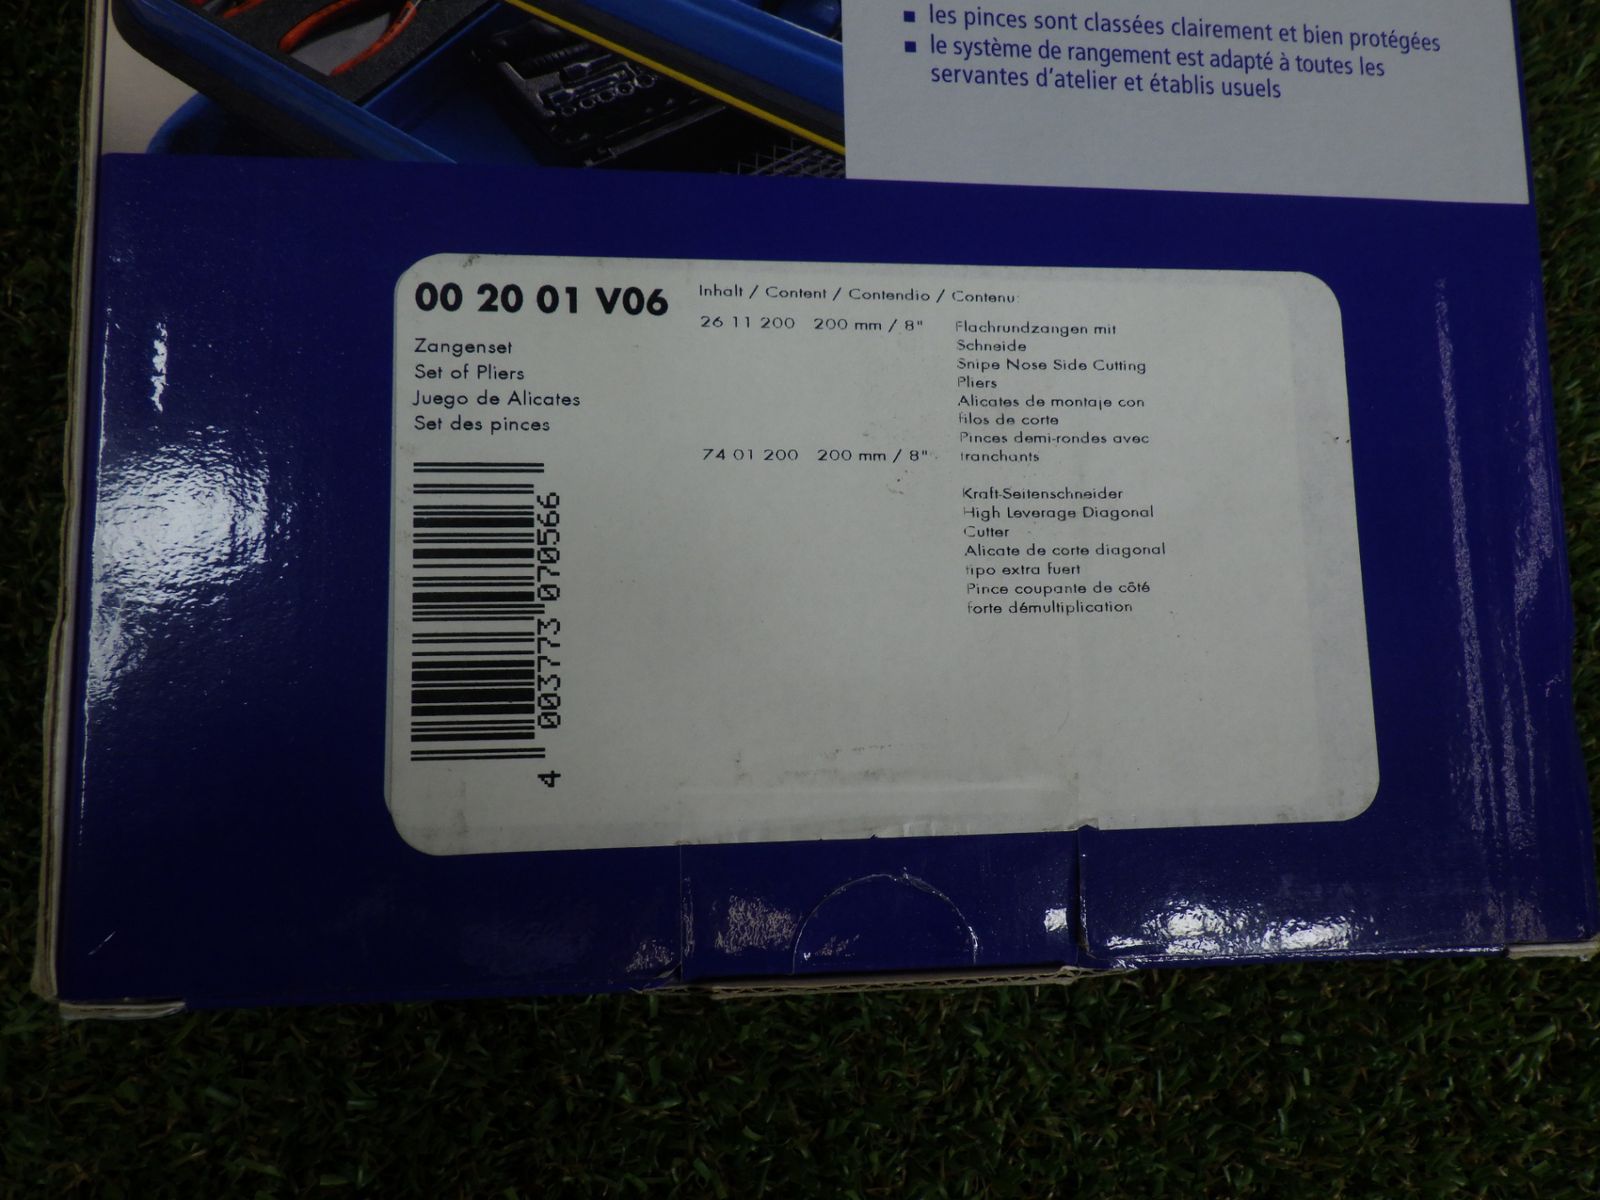 ▪ les pinces sont classées clairement et bien protégées
▪ le système de rangement est adapté à toutes les
servantes d'atelier et établis usuels
00 20 01 V06
Zangenset
Set of Pliers
Juego de Alicates
Set des pinces
4 003773 070566
Inhalt / Content / Contendio / Contenu:
26 11 200 200 mm / 8" Flachrundzangen mit
Schneide
Snipe Nose Side Cutting
Pliers
Alicates de montaje con
filos de corte
Pinces demi-rondes avec
tranchants
74 01 200 200 mm / 8"
Kraft-Seitenschneider
High Leverage Diagonal
Cutter
Alicate de corte diagonal
tipo extra fuert
Pince coupante de côté
forte démultiplication